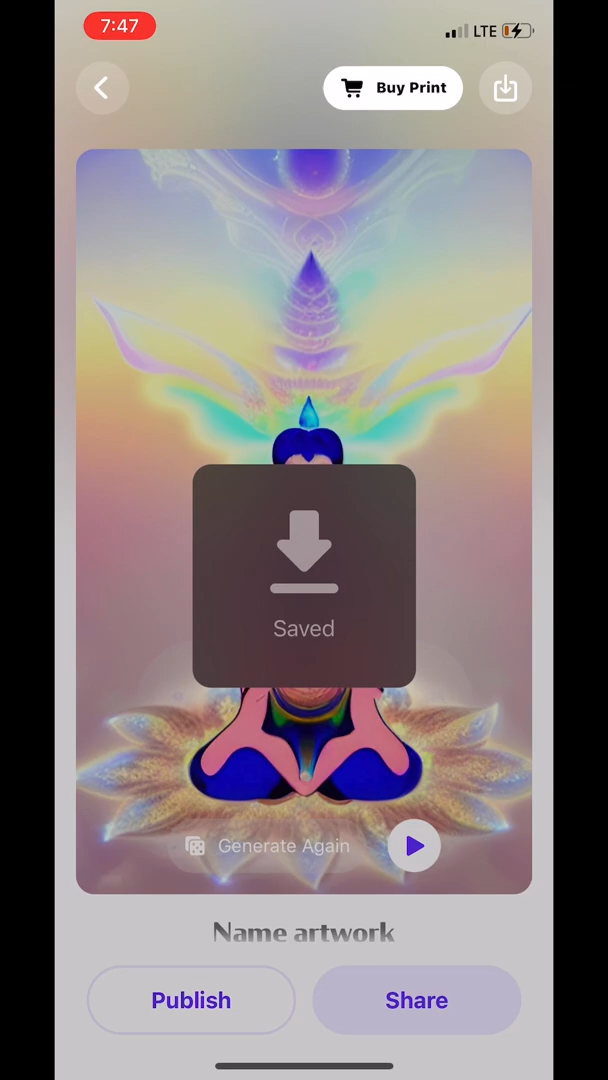 7:47
LTE
Buy Print
Saved
Generate Again
Name artwork
Publish
Share